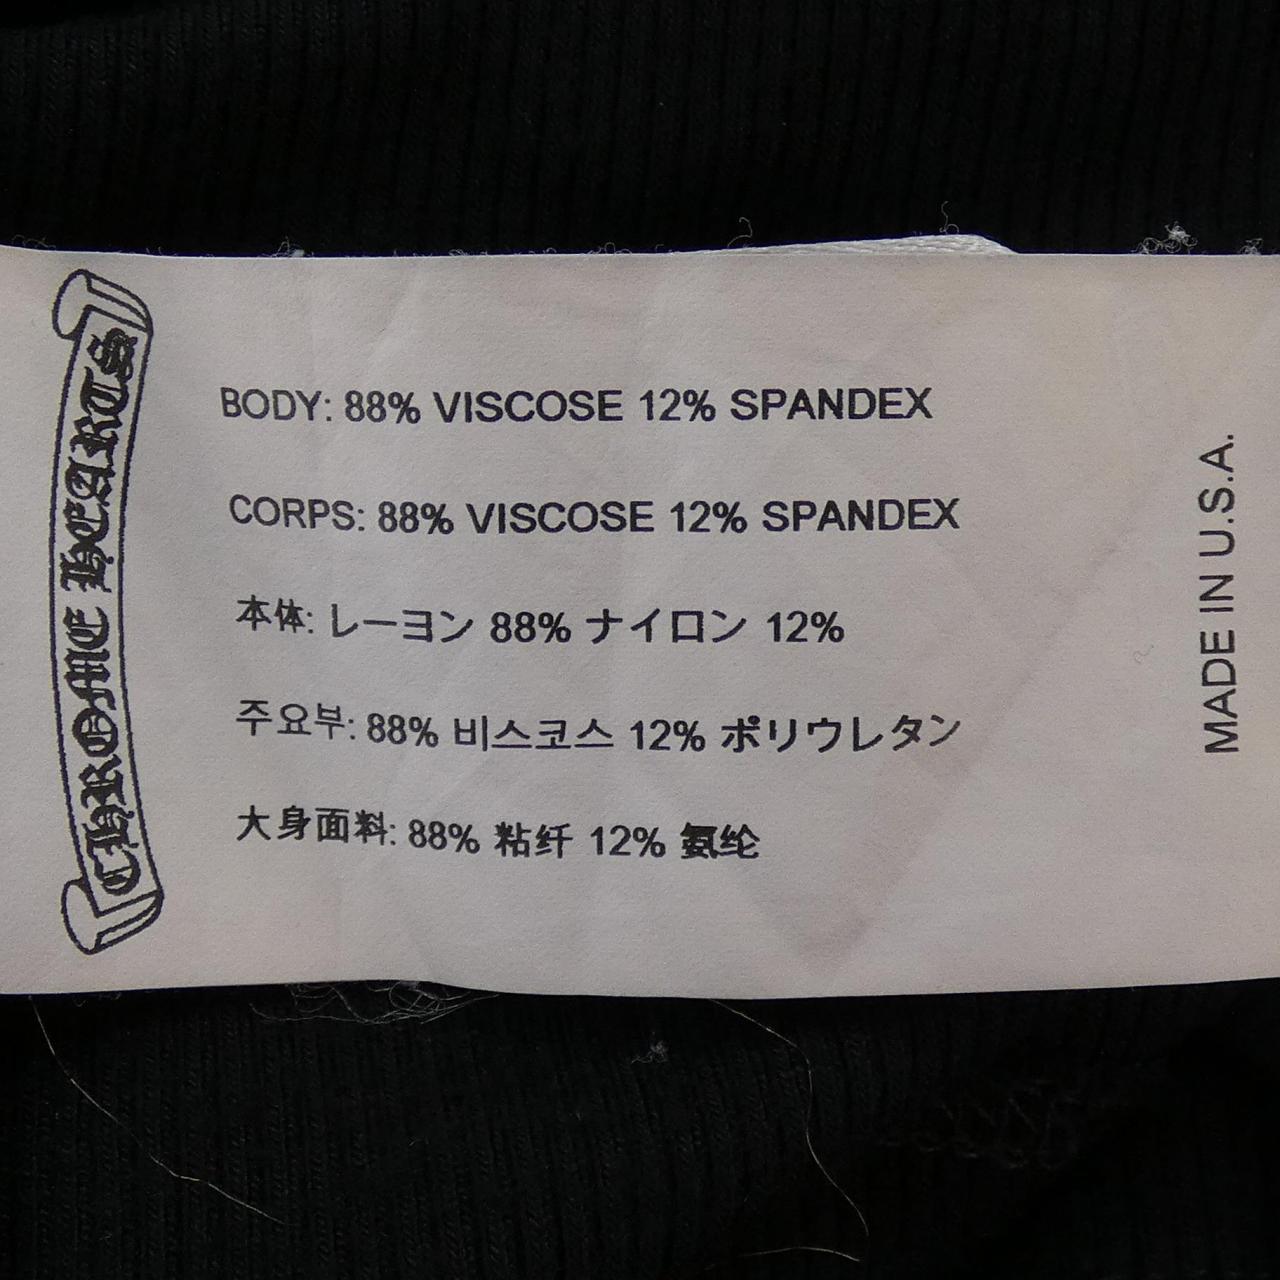 CHROME HEARTS
BODY: 88% VISCOSE 12% SPANDEX
CORPS: 88% VISCOSE 12% SPANDEX
本体: レーヨン 88% ナイロン 12%
주요부: 88% 비스코스 12% ポリウレタン
大身面料: 88% 粘纤 12% 氨纶
MADE IN U.S.A.